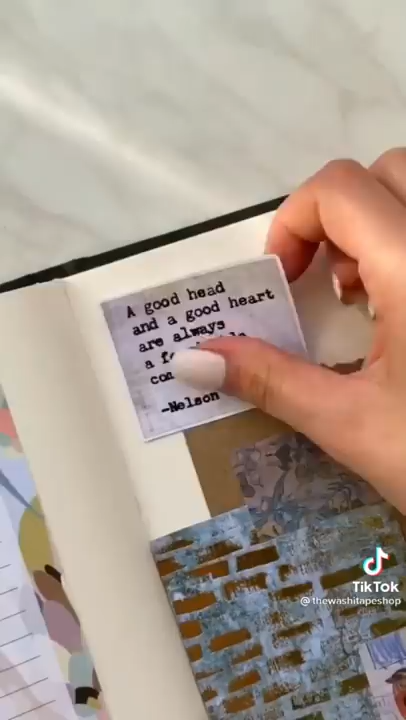 A good head
and a good heart
are always
a
-Nelson
TikTok
@thewashitapeshop